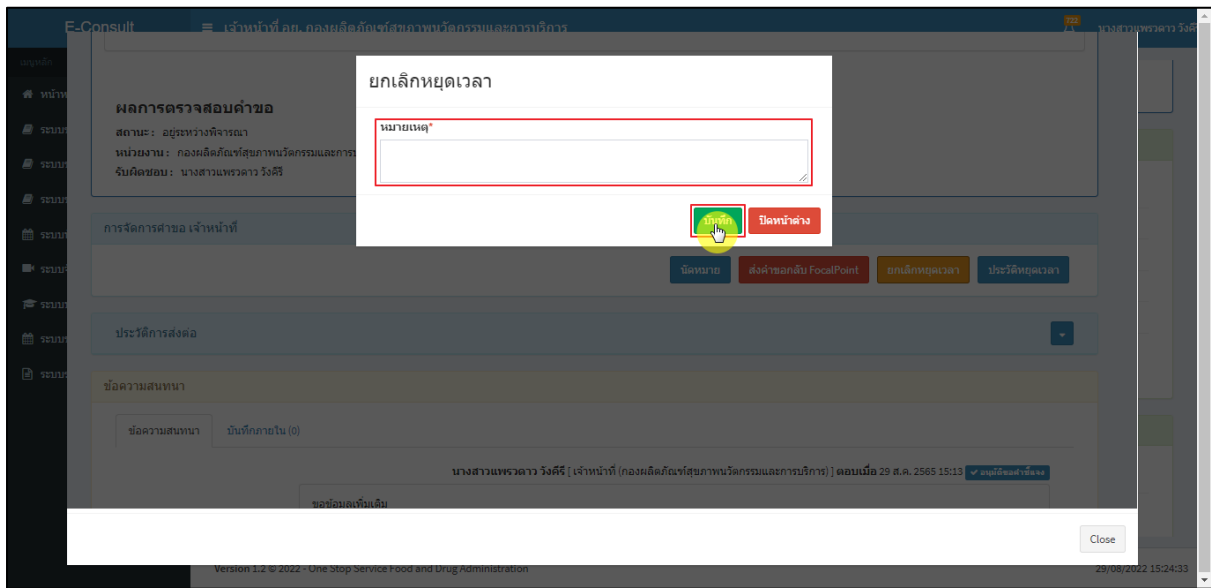 E-Consult
☰ เจ้าหน้าที่ อย. กองผลิตภัณฑ์สุขภาพนวัตกรรมและการบริการ
นางสาวแพรวดาว วังคีรี
เมนูหลัก
ยกเลิกหยุดเวลา
หมายเหตุ*
บันทึก
ปิดหน้าต่าง
ผลการตรวจสอบคำขอ
สถานะ : อยู่ระหว่างพิจารณา
หน่วยงาน : กองผลิตภัณฑ์สุขภาพนวัตกรรมและการ
รับผิดชอบ : นางสาวแพรวดาว วังคีรี
การจัดการคำขอ เจ้าหน้าที่
นัดหมาย
ส่งคำขอกลับ FocalPoint
ยกเลิกหยุดเวลา
ประวัติหยุดเวลา
ประวัติการส่งต่อ
ข้อความสนทนา
ข้อความสนทนา
บันทึกภายใน (0)
นางสาวแพรวดาว วังคีรี [ เจ้าหน้าที่ (กองผลิตภัณฑ์สุขภาพนวัตกรรมและการบริการ) ] ตอบเมื่อ 29 ส.ค. 2565 15:13 ✔ อนุมัติขอคำชี้แจง
ขอข้อมูลเพิ่มเติม
Close
Version 1.2 © 2022 - One Stop Service Food and Drug Administration
29/08/2022 15:24:33